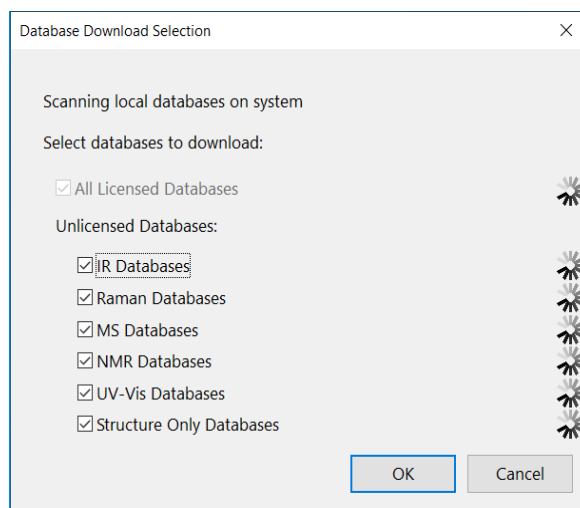 Database Download Selection
Scanning local databases on system
Select databases to download:
All Licensed Databases
Unlicensed Databases:
IR Databases
Raman Databases
MS Databases
NMR Databases
UV-Vis Databases
Structure Only Databases
OK Cancel